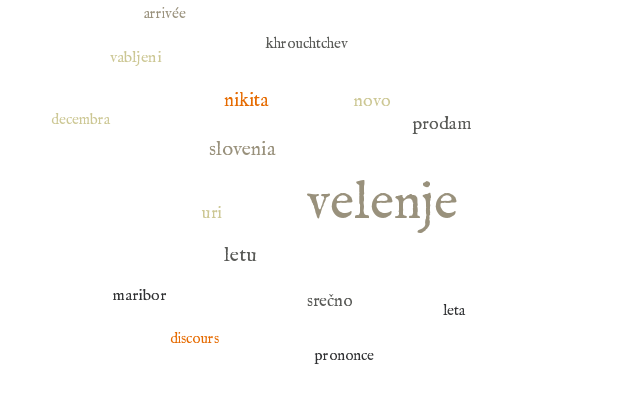 arrivée
khrouchtchev
vabljeni
nikita
novo
decembra
prodam
slovenia
velenje
uri
letu
maribor
srečno
leta
discours
prononce